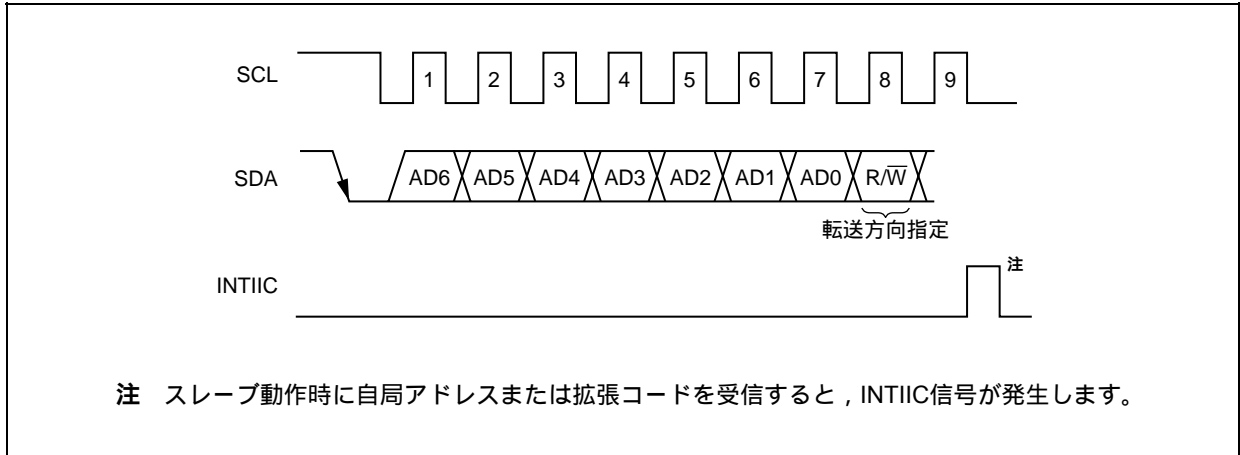 SCL 1 2 3 4 5 6 7 8 9
SDA AD6 AD5 AD4 AD3 AD2 AD1 AD0 R/W̅
転送方向指定
INTIIC 注
注 スレーブ動作時に自局アドレスまたは拡張コードを受信すると，INTIIC信号が発生します。